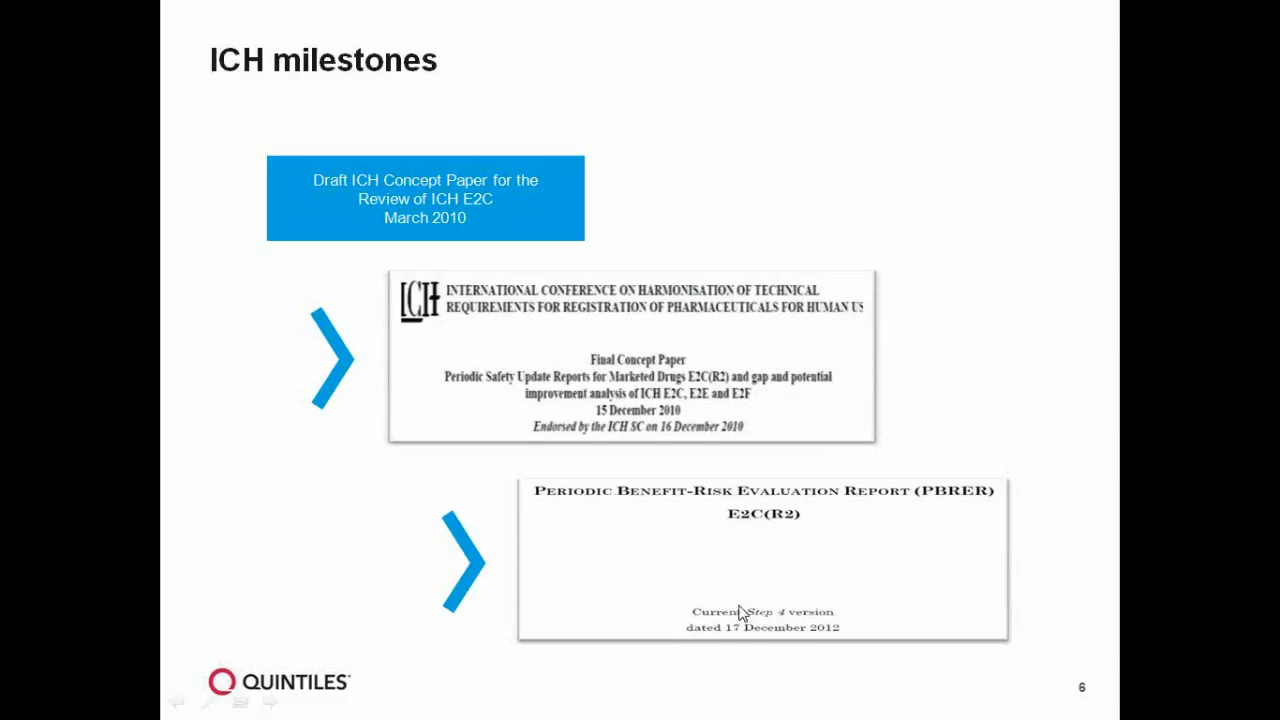 ICH milestones
Draft ICH Concept Paper for the
Review of ICH E2C
March 2010
ICH
INTERNATIONAL CONFERENCE ON HARMONISATION OF TECHNICAL
REQUIREMENTS FOR REGISTRATION OF PHARMACEUTICALS FOR HUMAN US
Final Concept Paper
Periodic Safety Update Reports for Marketed Drugs E2C(R2) and gap and potential
improvement analysis of ICH E2C, E2E and E2F
15 December 2010
Endorsed by the ICH SC on 16 December 2010
PERIODIC BENEFIT-RISK EVALUATION REPORT (PBRER)
E2C(R2)
Current Step 4 version
dated 17 December 2012
QUINTILES
6